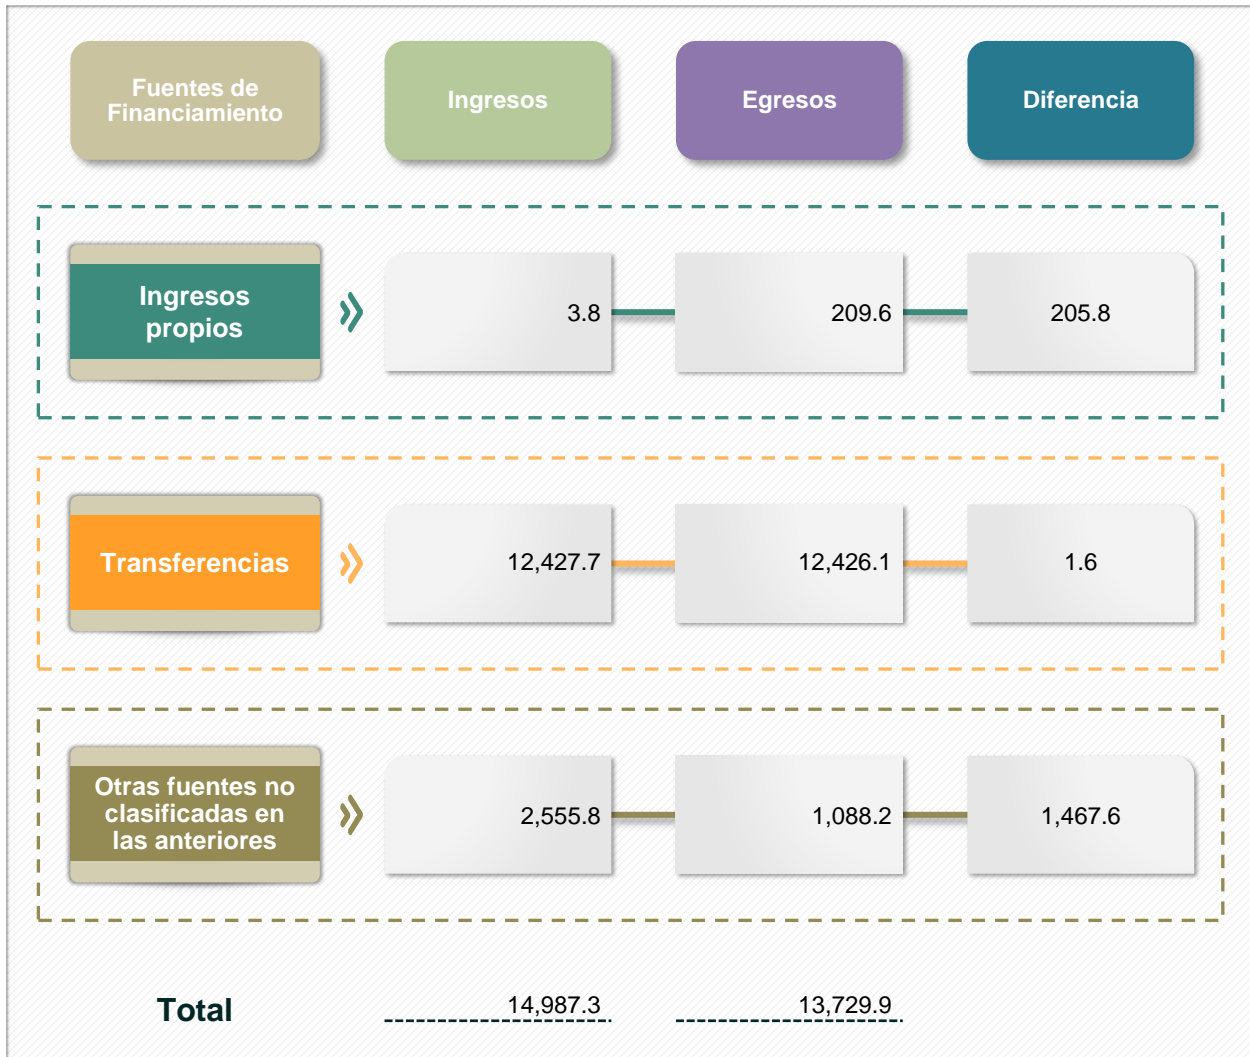 Fuentes de
Financiamiento
Ingresos
Egresos
Diferencia
Ingresos
propios
3.8
209.6
205.8
Transferencias
12,427.7
12,426.1
1.6
Otras fuentes no
clasificadas en
las anteriores
2,555.8
1,088.2
1,467.6
Total
14,987.3
13,729.9